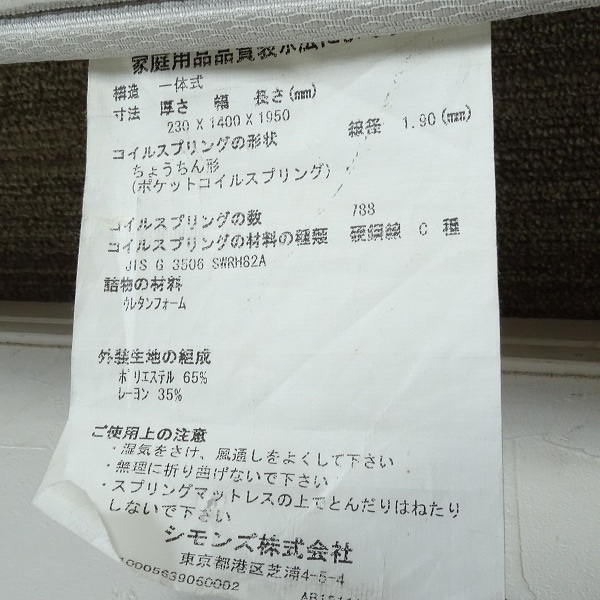 家庭用品品質表示法に
構造 一体式
寸法 厚さ 幅 長さ(mm)
230 X 1400 X 1950
コイルスプリングの形状 線径 1.90(mm)
ちょうちん形
(ポケットコイルスプリング)
コイルスプリングの数 788
コイルスプリングの材料の種類 硬鋼線 C 種
JIS G 3506 SWRH82A
詰物の材料
ウレタンフォーム
外装生地の組成
ポリエステル 65%
レーヨン 35%
ご使用上の注意
・湿気をさけ、風通しをよくして下さい
・無理に折り曲げないで下さい
・スプリングマットレスの上でとんだりはねたり
しないで下さい
シモンズ株式会社
東京都港区芝浦4-5-4
10005639060002